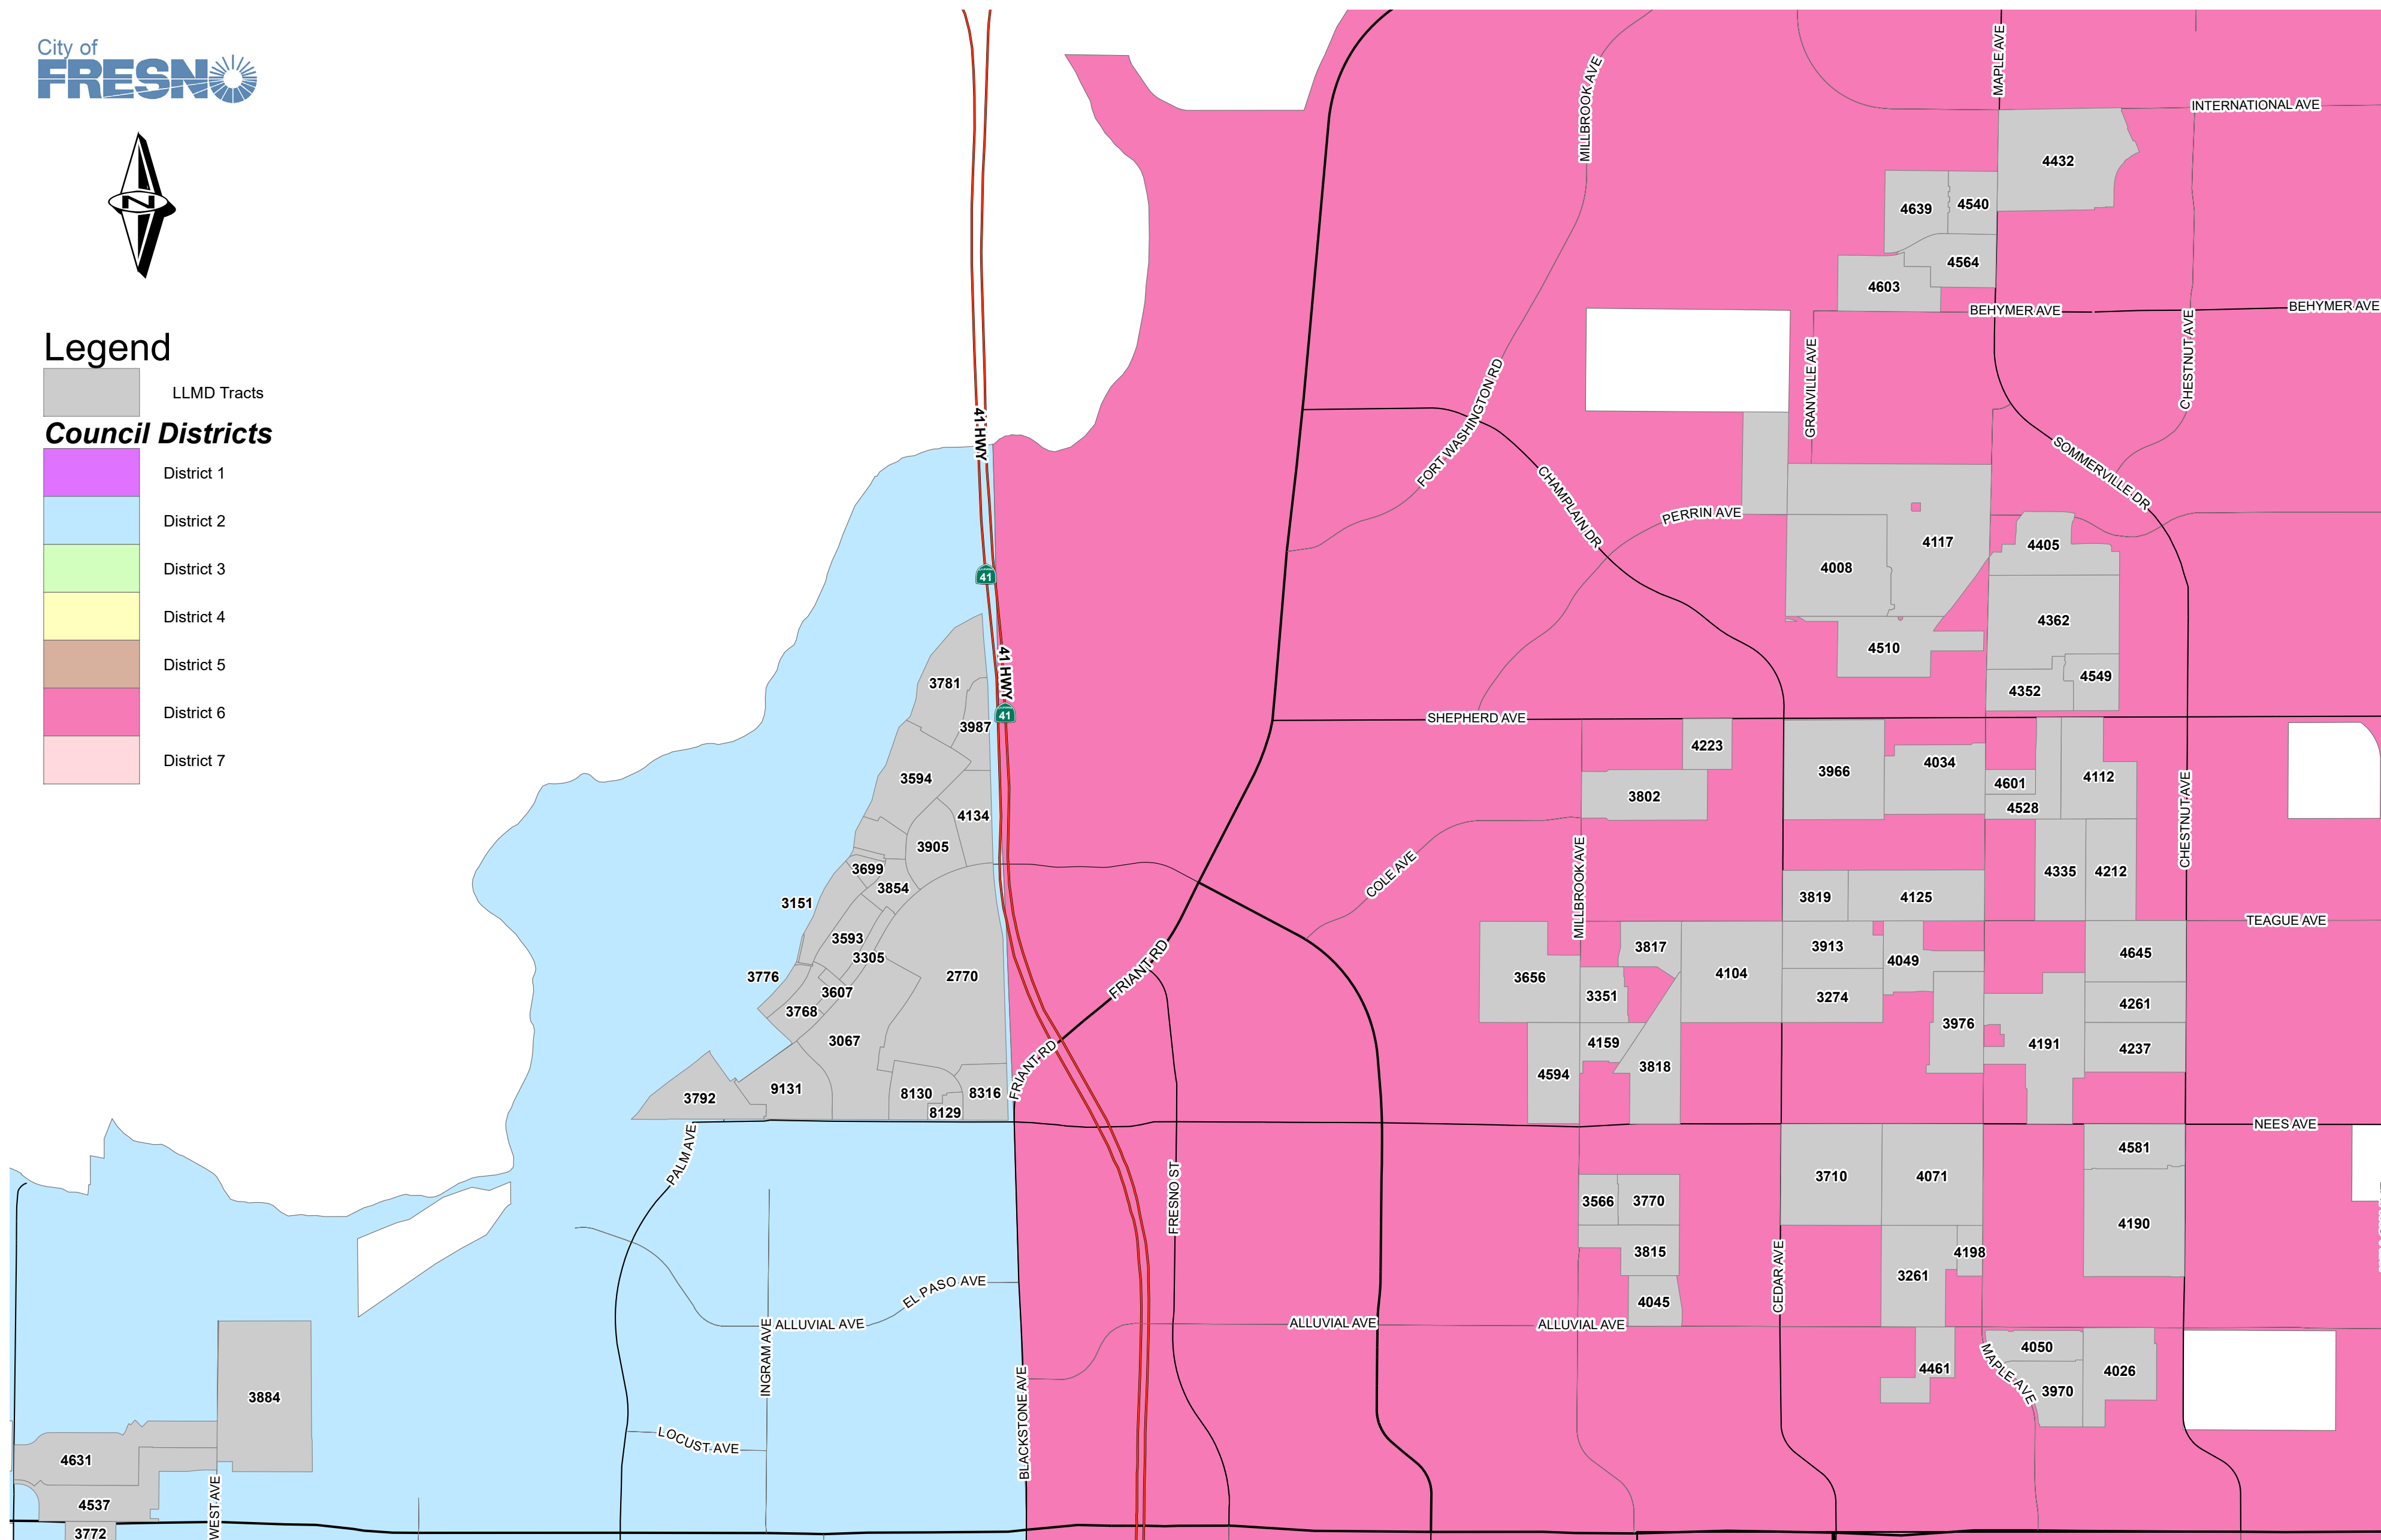 City of
FRESNO
N
Legend
LLMD Tracts
Council Districts
District 1
District 2
District 3
District 4
District 5
District 6
District 7
MAPLE AVE
INTERNATIONAL AVE
MILLBROOK AVE
4432
4639
4540
4564
4603
BEHYMER AVE
BEHYMER AVE
CHESTNUT AVE
GRANVILLE AVE
41 HWY
FORT WASHINGTON RD
CHAMPLAIN DR
SOMMERVILLE DR
PERRIN AVE
4117
4405
4008
41
4362
4510
41 HWY
3781
4549
4352
41
3987
SHEPHERD AVE
4223
3966
4034
4601
4112
3594
3802
4528
4134
CHESTNUT AVE
3905
COLE AVE
MILLBROOK AVE
3699
3854
4335
4212
3151
3819
4125
TEAGUE AVE
3593
3305
3817
3913
4645
4049
3776
2770
FRIANT RD
3656
4104
3607
3351
3274
4261
3768
3976
3067
4159
4191
4237
FRIANT RD
4594
3818
9131
8130
8316
3792
8129
NEES AVE
PALM AVE
4581
3710
4071
FRESNO ST
3566
3770
4190
3815
4198
CEDAR AVE
3261
EL PASO AVE
4045
ALLUVIAL AVE
ALLUVIAL AVE
ALLUVIAL AVE
INGRAM AVE
4050
4461
4026
MAPLE AVE
3970
3884
BLACKSTONE AVE
LOCUST AVE
4631
WEST AVE
4537
3772